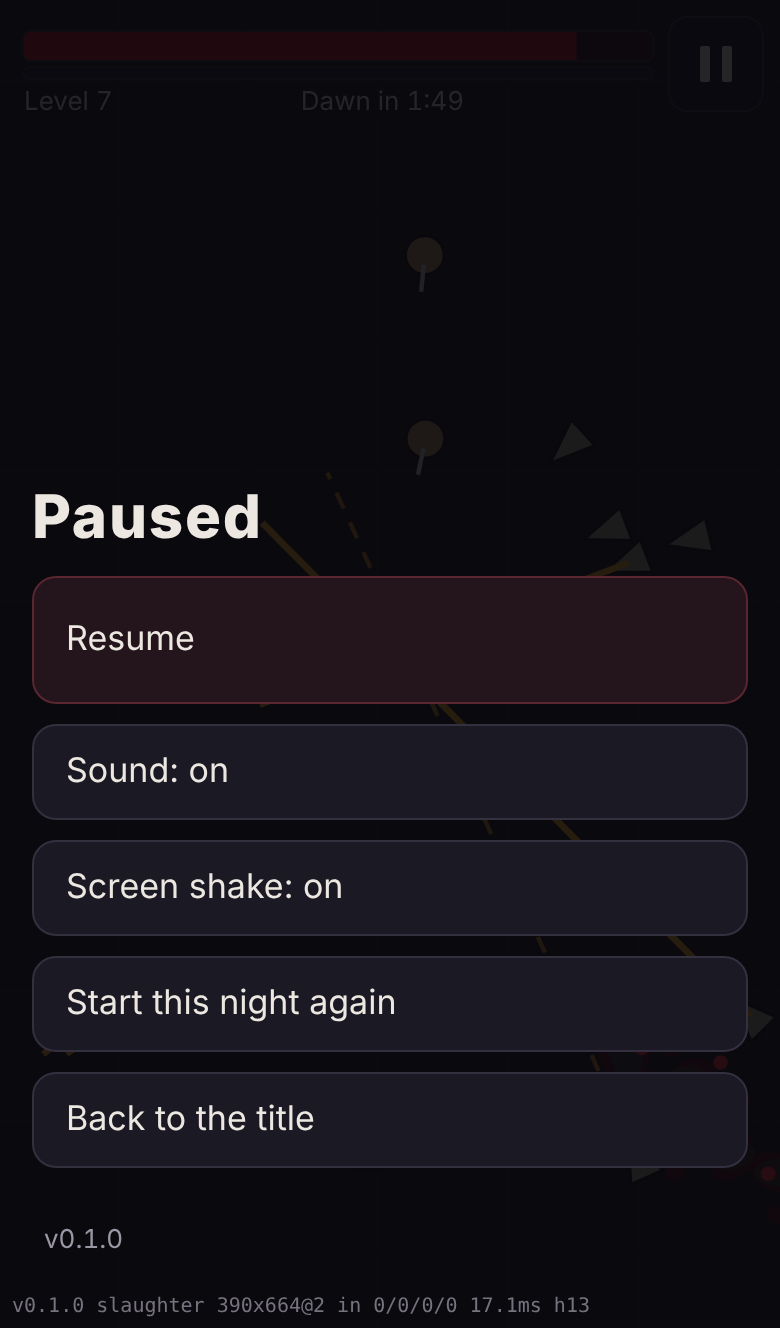 Level 7
Dawn in 1:49
Paused
Resume
Sound: on
Screen shake: on
Start this night again
Back to the title
v0.1.0
v0.1.0 slaughter 390x664@2 in 0/0/0/0 17.1ms h13